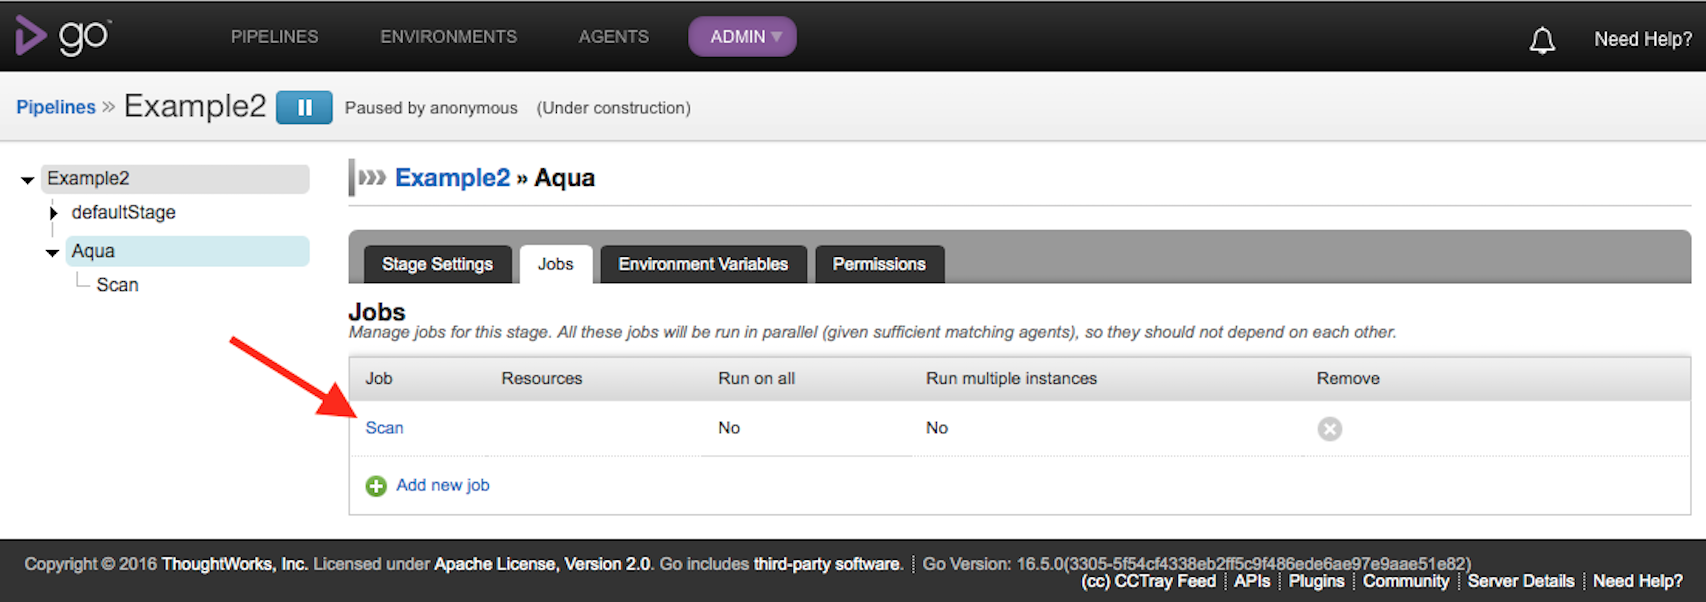 go™ PIPELINES ENVIRONMENTS AGENTS ADMIN Need Help?
Pipelines » Example2 Paused by anonymous (Under construction)
Example2
defaultStage
Aqua
Scan
Example2 » Aqua
Stage Settings Jobs Environment Variables Permissions
Jobs
Manage jobs for this stage. All these jobs will be run in parallel (given sufficient matching agents), so they should not depend on each other.
Job Resources Run on all Run multiple instances Remove
Scan No No
Add new job
Copyright © 2016 ThoughtWorks, Inc. Licensed under Apache License, Version 2.0. Go includes third-party software. Go Version: 16.5.0(3305-5f54cf4338eb2ff5c9f486ede6ae97e9aae51e82)
(cc) CCTray Feed APIs Plugins Community Server Details Need Help?